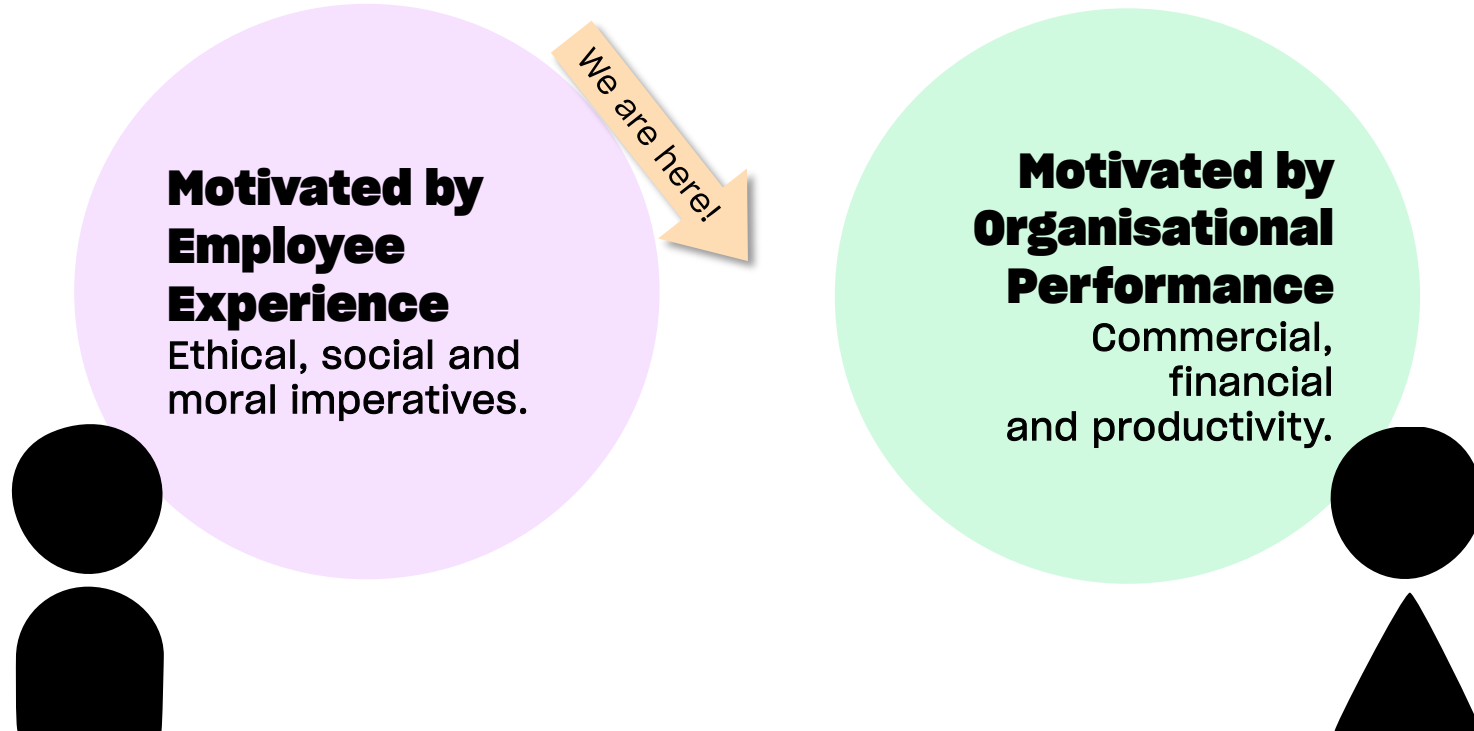 Motivated by
Employee
Experience
Ethical, social and
moral imperatives.
We are here!
Motivated by
Organisational
Performance
Commercial,
financial
and productivity.